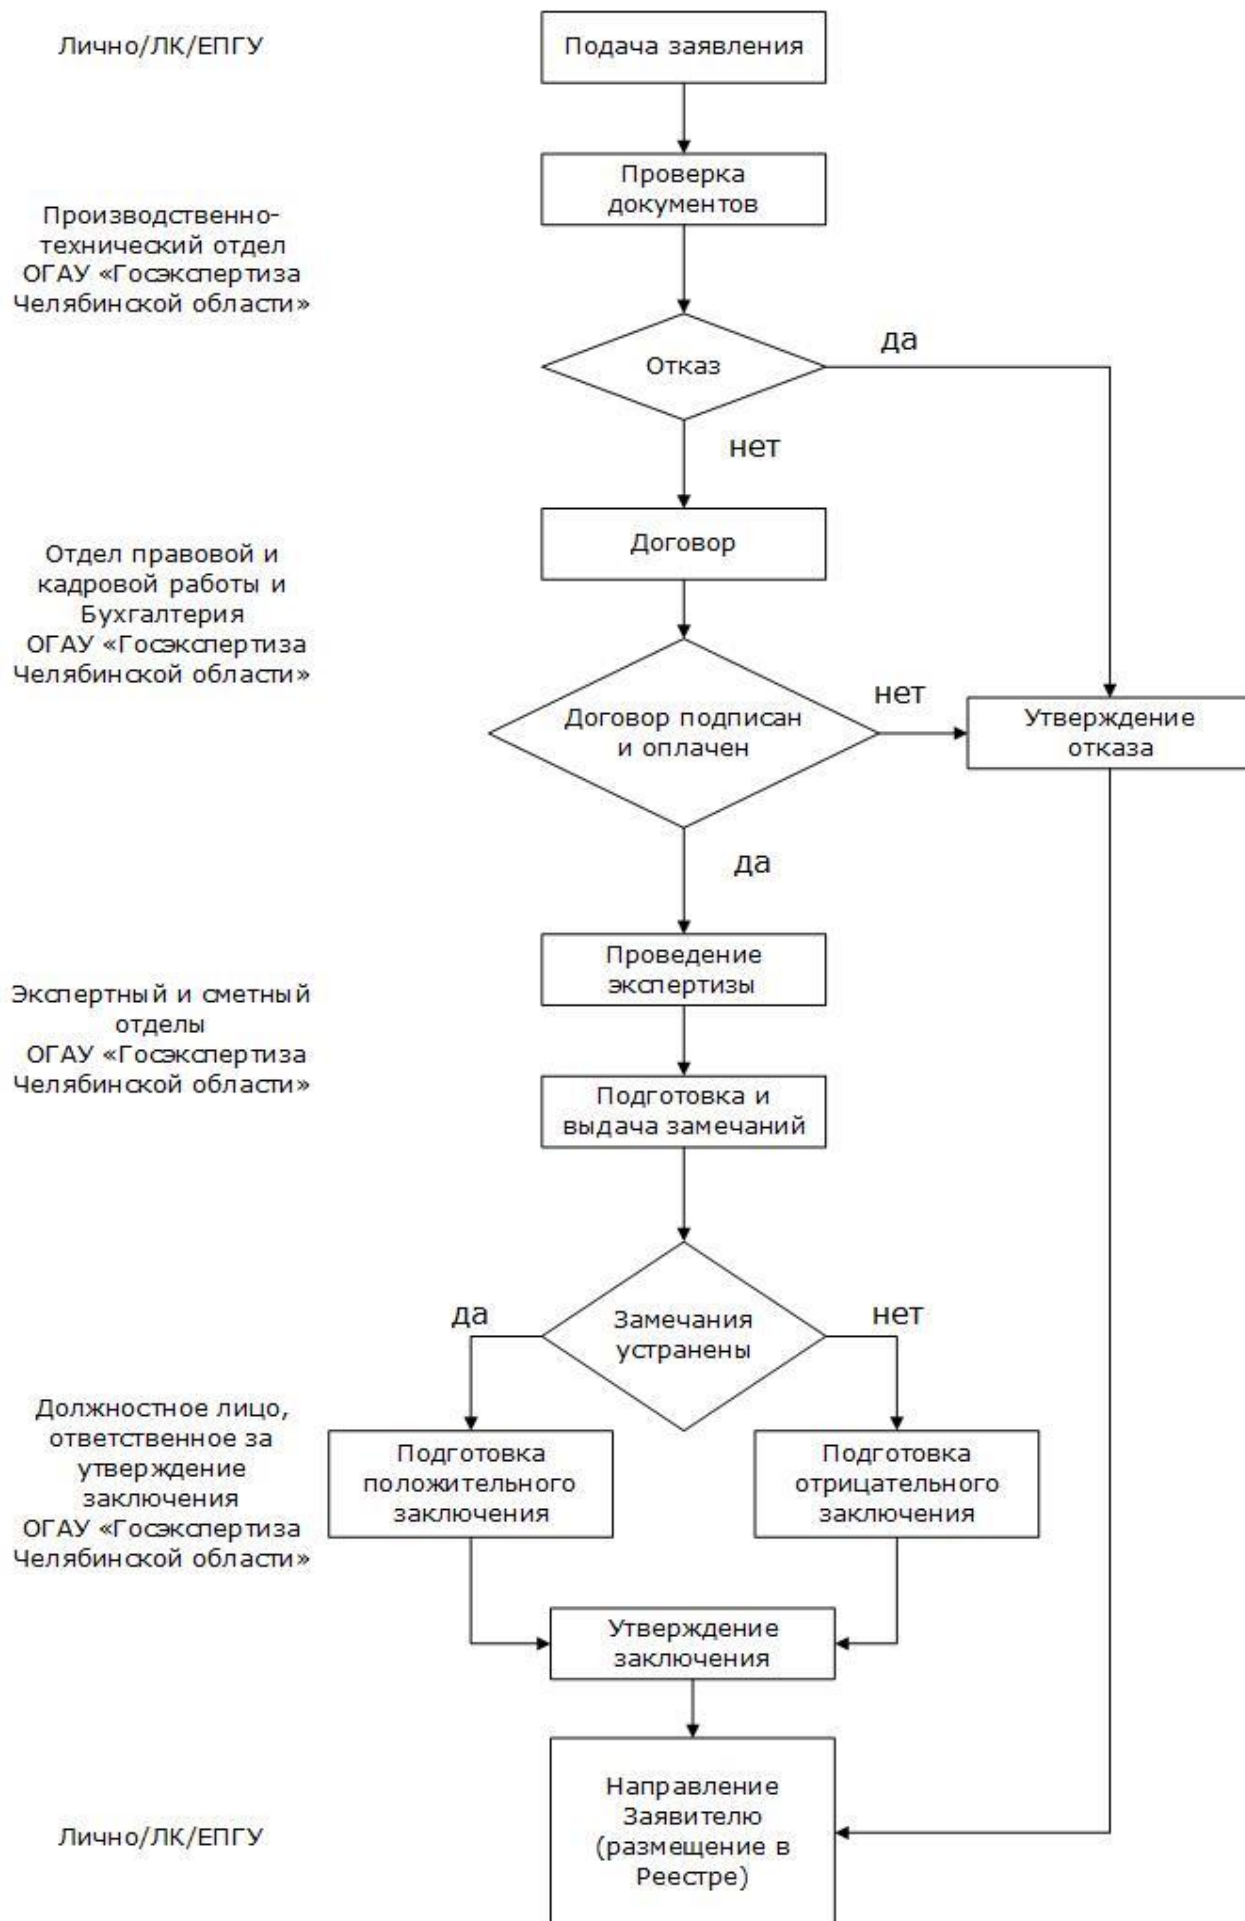 Лично/ЛК/ЕПГУ
Подача заявления
Проверка
документов
Производственно-
технический отдел
ОГАУ «Госэкспертиза
Челябинской области»
Отказ
да
нет
Договор
Отдел правовой и
кадровой работы и
Бухгалтерия
ОГАУ «Госэкспертиза
Челябинской области»
Договор подписан
и оплачен
нет
Утверждение
отказа
да
Проведение
экспертизы
Экспертный и сметный
отделы
ОГАУ «Госэкспертиза
Челябинской области»
Подготовка и
выдача замечаний
да
Замечания
устранены
нет
Должностное лицо,
ответственное за
утверждение
заключения
ОГАУ «Госэкспертиза
Челябинской области»
Подготовка
положительного
заключения
Подготовка
отрицательного
заключения
Утверждение
заключения
Направление
Заявителю
(размещение в
Реестре)
Лично/ЛК/ЕПГУ